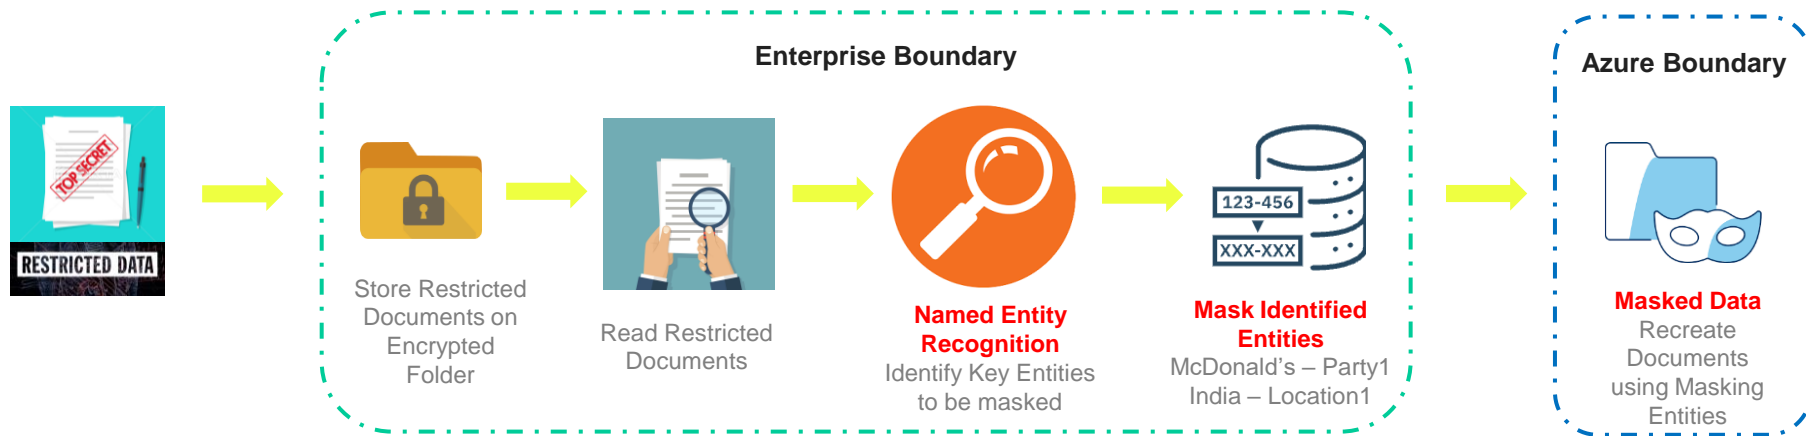 Enterprise Boundary
Azure Boundary
TOP SECRET
RESTRICTED DATA
Store Restricted
Documents on
Encrypted
Folder
Read Restricted
Documents
Named Entity
Recognition
Identify Key Entities
to be masked
123-456
XXX-XXX
Mask Identified
Entities
McDonald's – Party1
India – Location1
Masked Data
Recreate
Documents
using Masking
Entities